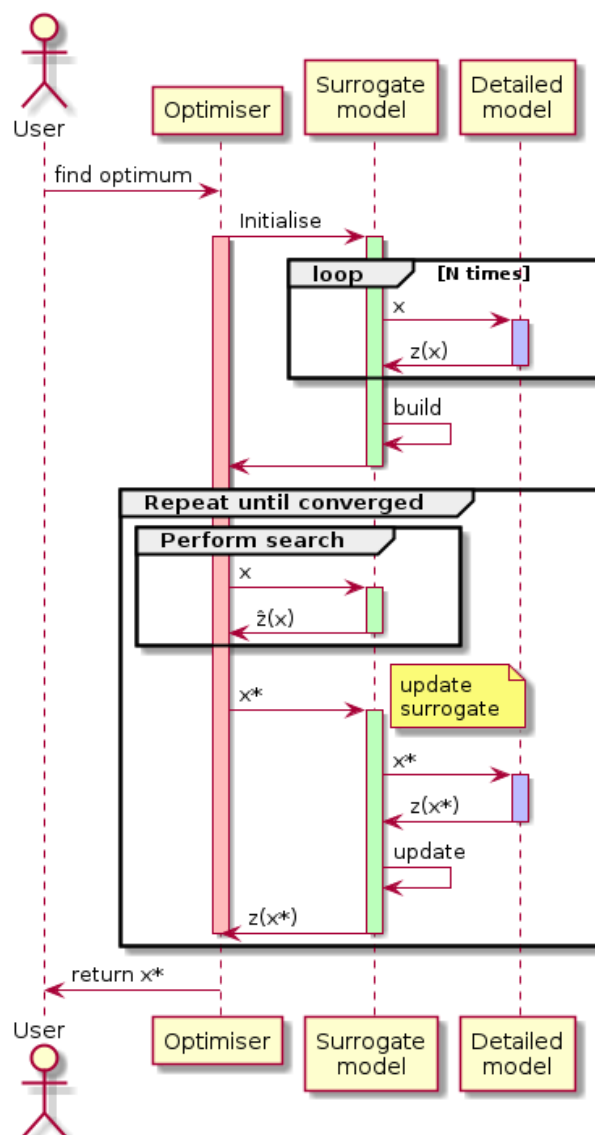 User
Optimiser
Surrogate
model
Detailed
model
find optimum
Initialise
loop [N times]
x
z(x)
build
Repeat until converged
Perform search
x
ẑ(x)
x*
update
surrogate
x*
z(x*)
update
z(x*)
return x*
User
Optimiser
Surrogate
model
Detailed
model